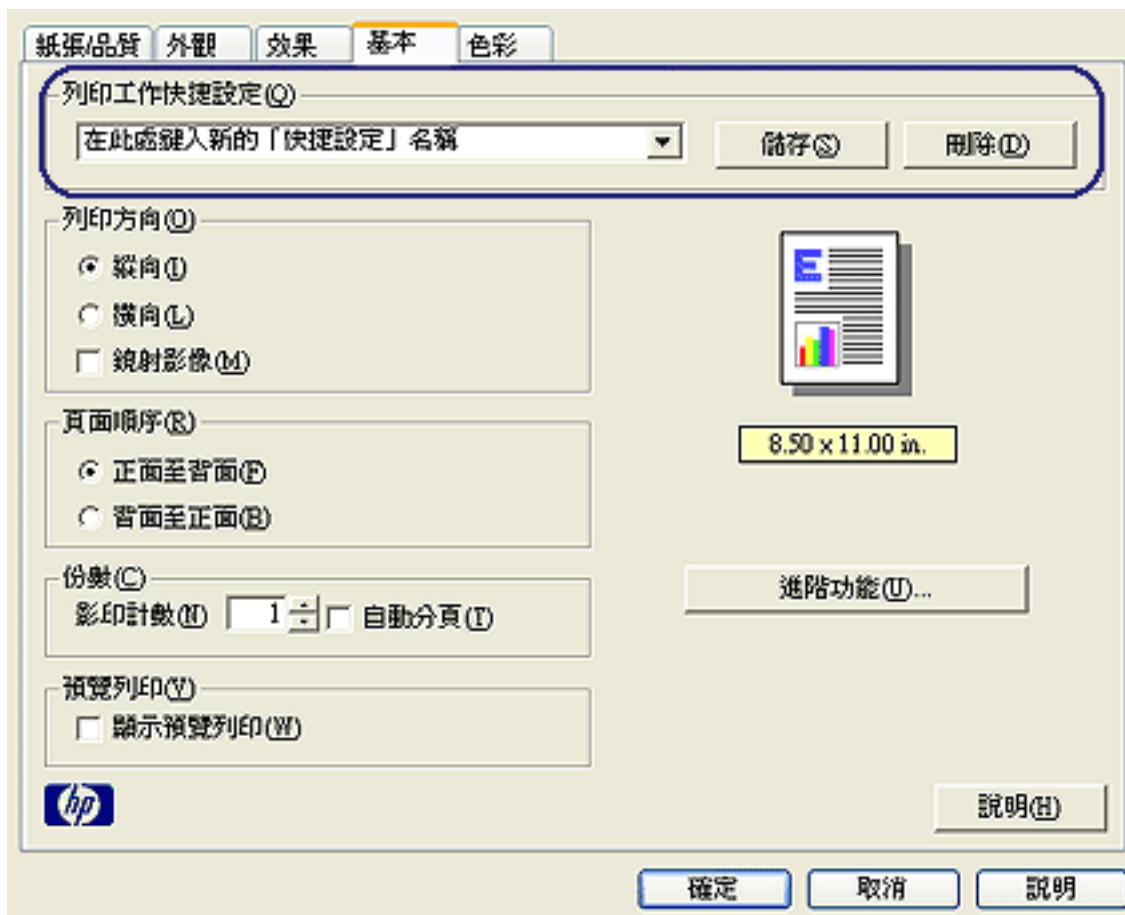 紙張/品質 外觀 效果 基本 色彩
列印工作快捷設定(Q)
在此處鍵入新的「快捷設定」名稱 儲存(S) 刪除(D)
列印方向(O)
縱向(I)
橫向(L)
鏡射影像(M)
頁面順序(R)
正面至背面(F)
背面至正面(B)
8.50 x 11.00 in.
份數(C)
影印計數(N) 1 自動分頁(T)
進階功能(U)...
預覽列印(V)
顯示預覽列印(W)
hp
說明(H)
確定 取消 說明